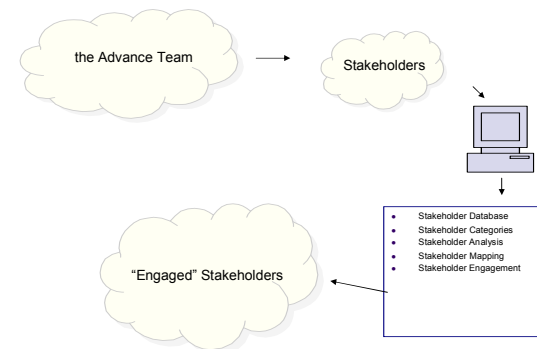 the Advance Team
Stakeholders
• Stakeholder Database
• Stakeholder Categories
• Stakeholder Analysis
• Stakeholder Mapping
• Stakeholder Engagement
“Engaged” Stakeholders